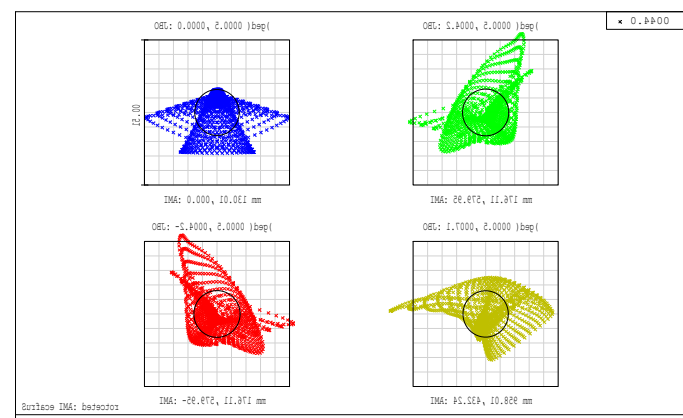 × 0.4400
OBJ: 0.0000, 5.0000 (deg)
OBJ: 2.4000, 5.0000 (deg)
15.00
IMA: 0.000, 10.031 mm
IMA: 59.975, 11.671 mm
OBJ: -2.4000, 5.0000 (deg)
OBJ: 1.7000, 5.0000 (deg)
IMA: -59.975, 11.671 mm
IMA: 42.234, 10.859 mm
Surface IMA: detector